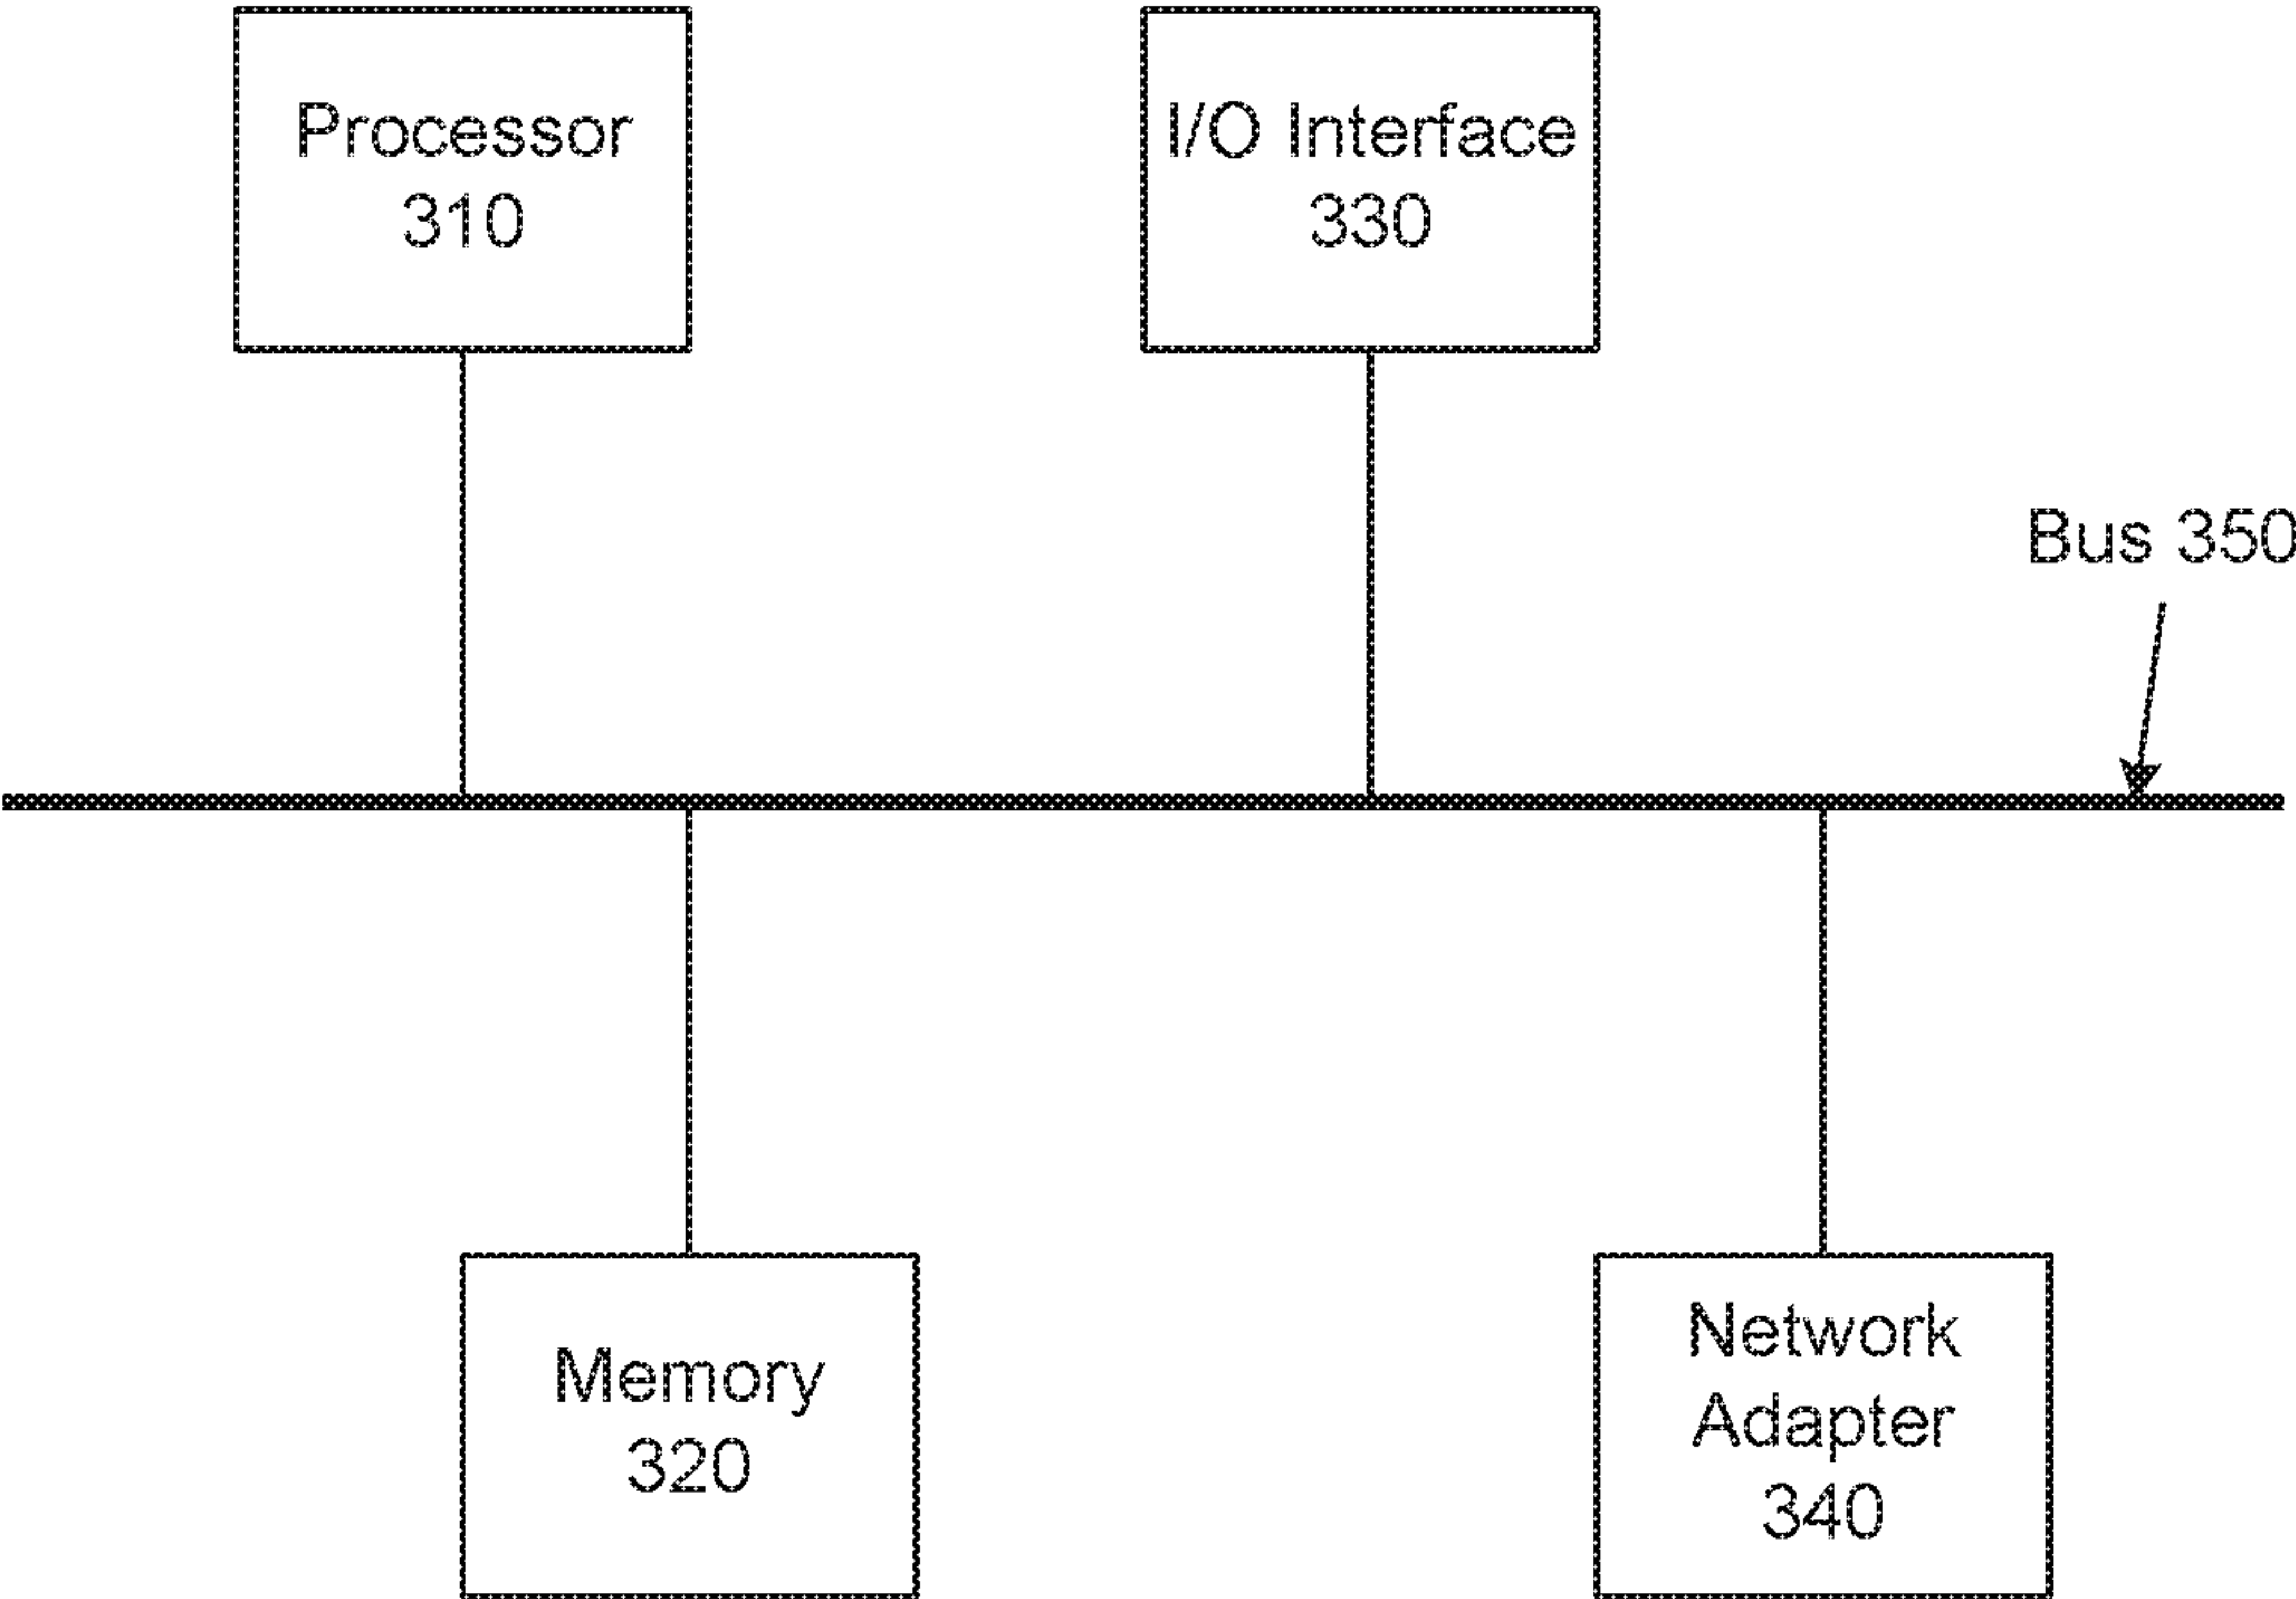 Processor
310
I/O Interface
330
Bus 350
Memory
320
Network
Adapter
340